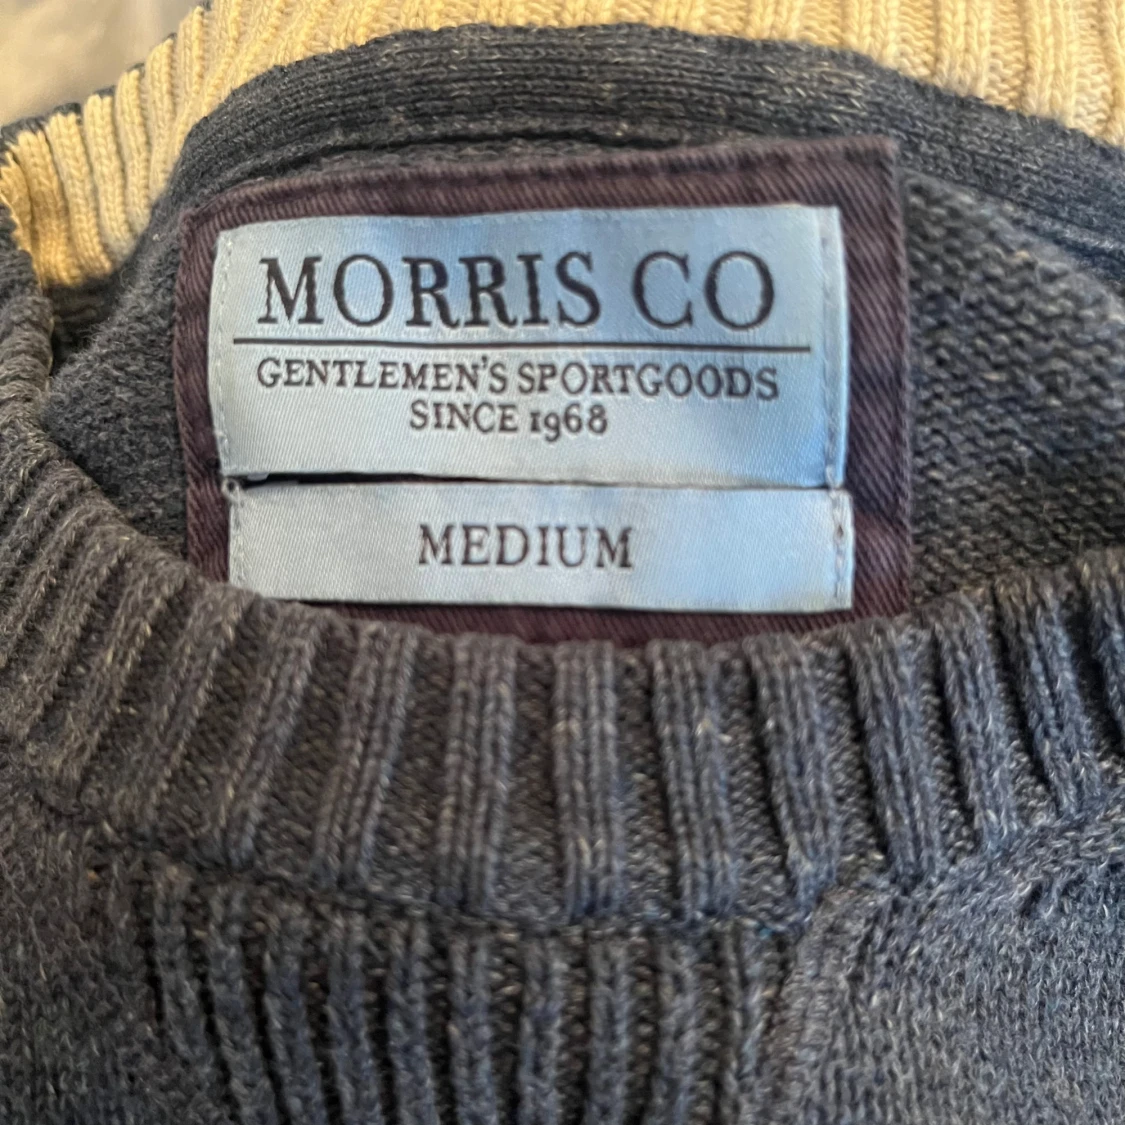 MORRIS CO
GENTLEMEN'S SPORTGOODS
SINCE 1968
MEDIUM